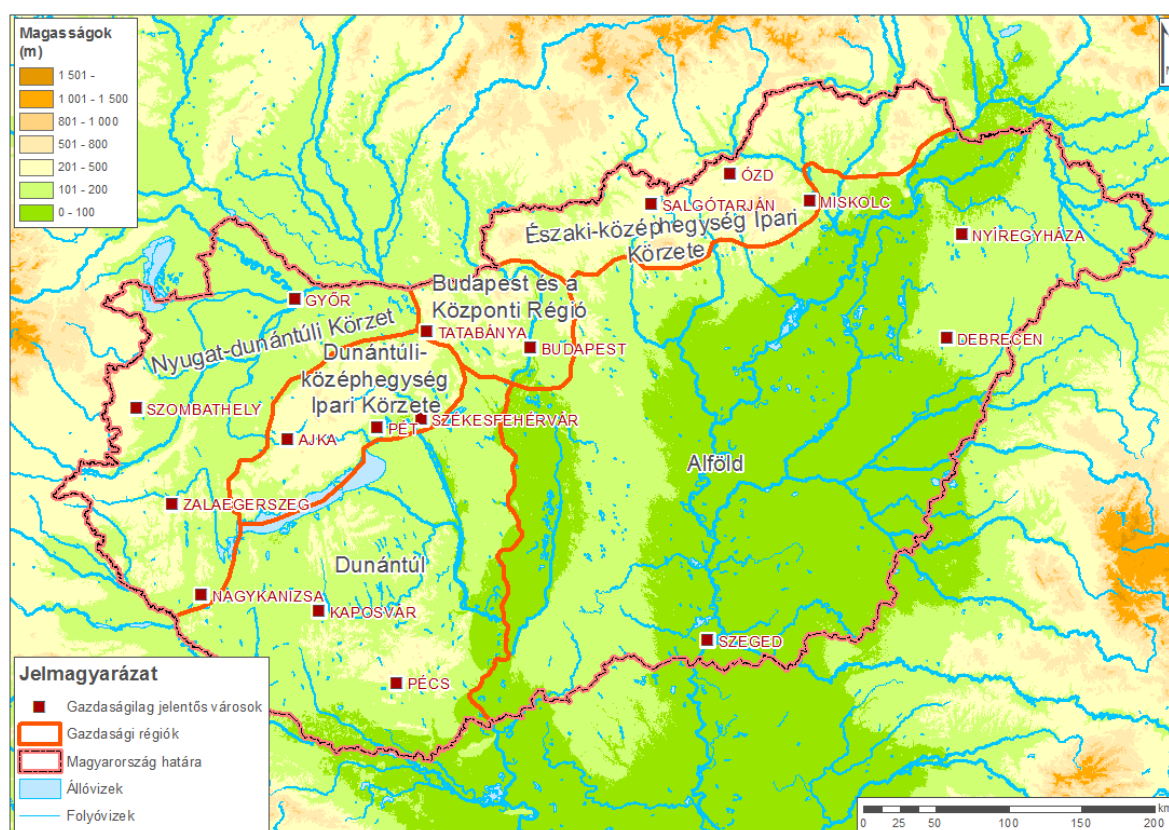 Magasságok
(m)
1 501 -
1 001 - 1 500
801 - 1 000
501 - 800
201 - 500
101 - 200
0 - 100
N
ÓZD
SALGÓTARJÁN
MISKOLC
Északi-középhegység Ipari
Körzete
NYÍREGYHÁZA
GYŐR
Budapest és a
Központi Régió
Nyugat-dunántúli Körzet
TATABÁNYA
BUDAPEST
DEBRECEN
Dunántúli-
középhegység
Ipari Körzete
SZOMBATHELY
SZÉKESFEHÉRVÁR
PÉT
AJKA
Alföld
ZALAEGERSZEG
Dunántúl
NAGYKANIZSA
KAPOSVÁR
SZEGED
PÉCS
Jelmagyarázat
Gazdaságilag jelentős városok
Gazdasági régiók
Magyarország határa
Állóvizek
Folyóvizek
km
0 25 50 100 150 200